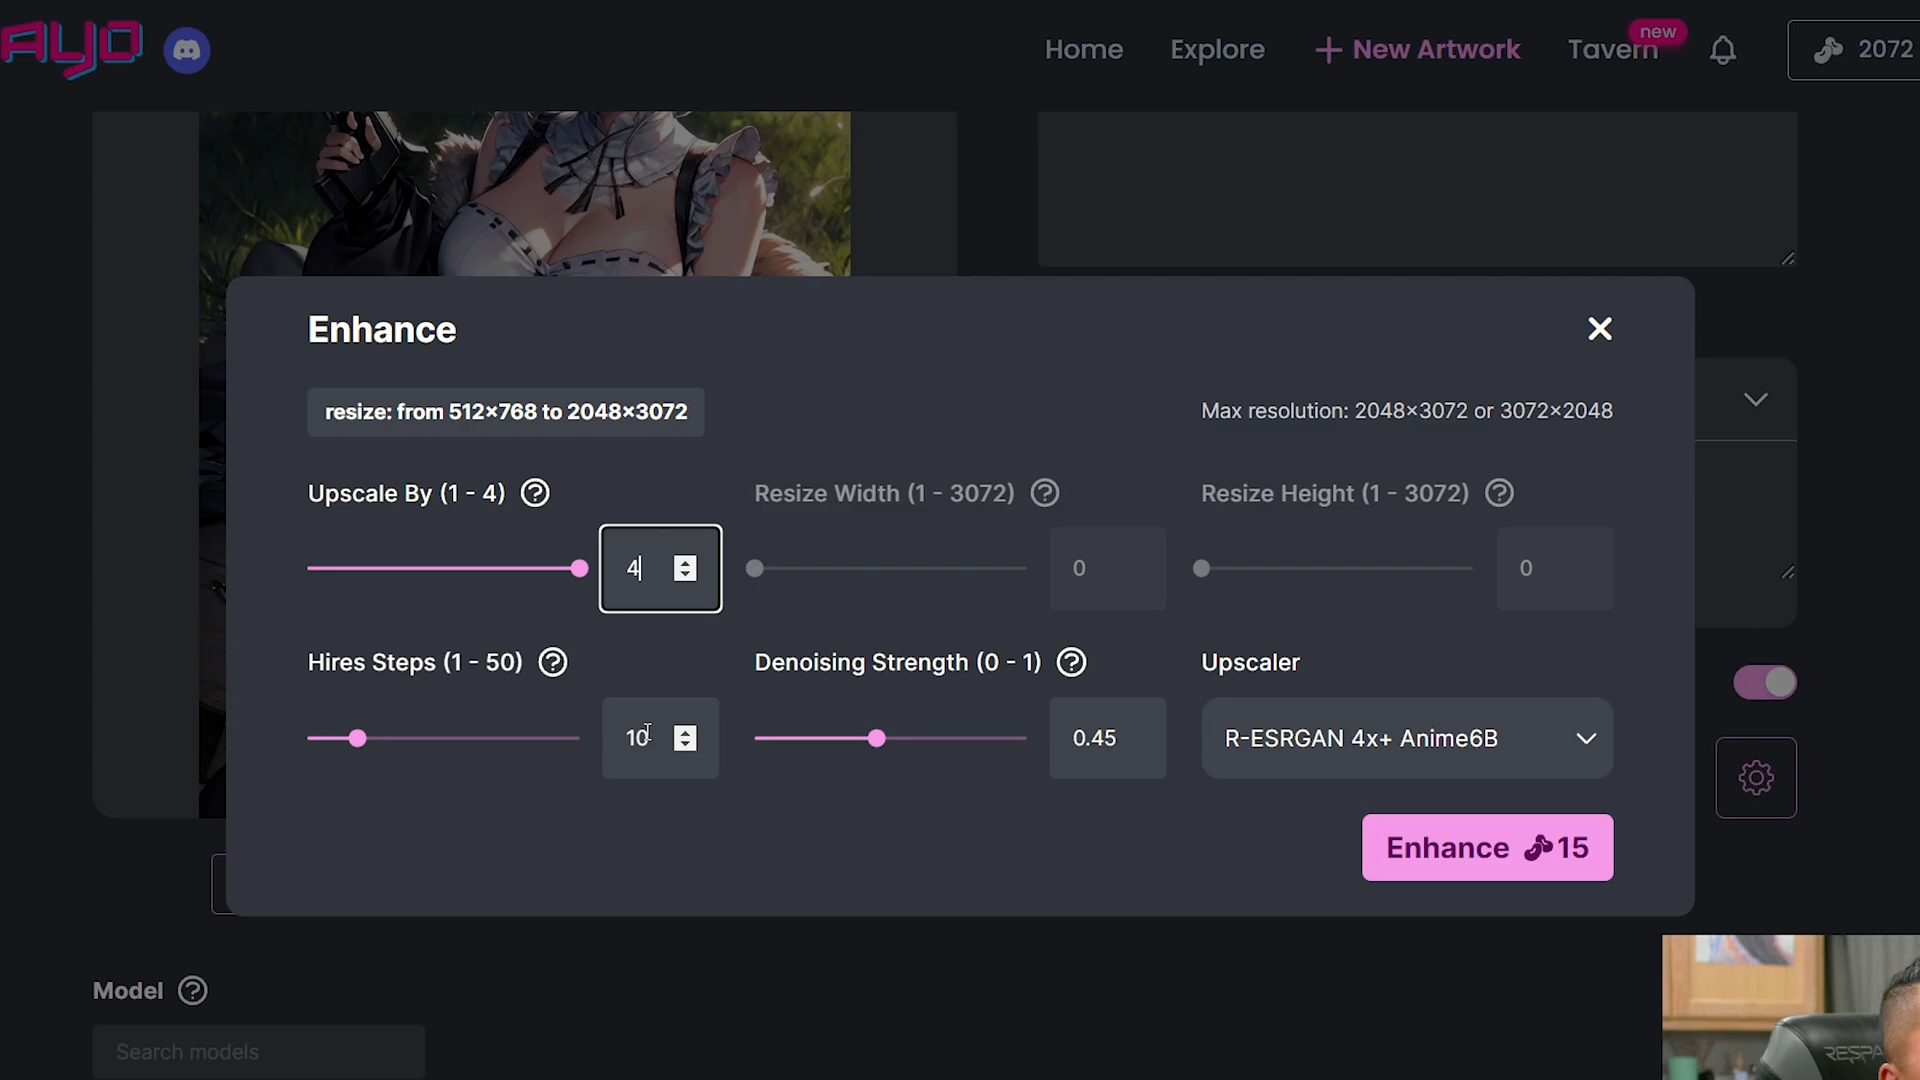 AYO
Home
Explore
New Artwork
Tavern
new
2072
Enhance
resize: from 512×768 to 2048×3072
Max resolution: 2048×3072 or 3072×2048
Upscale By (1 - 4)
Resize Width (1 - 3072)
Resize Height (1 - 3072)
4
0
0
Hires Steps (1 - 50)
Denoising Strength (0 - 1)
Upscaler
10
0.45
R-ESRGAN 4x+ Anime6B
Enhance 15
Model
Search models